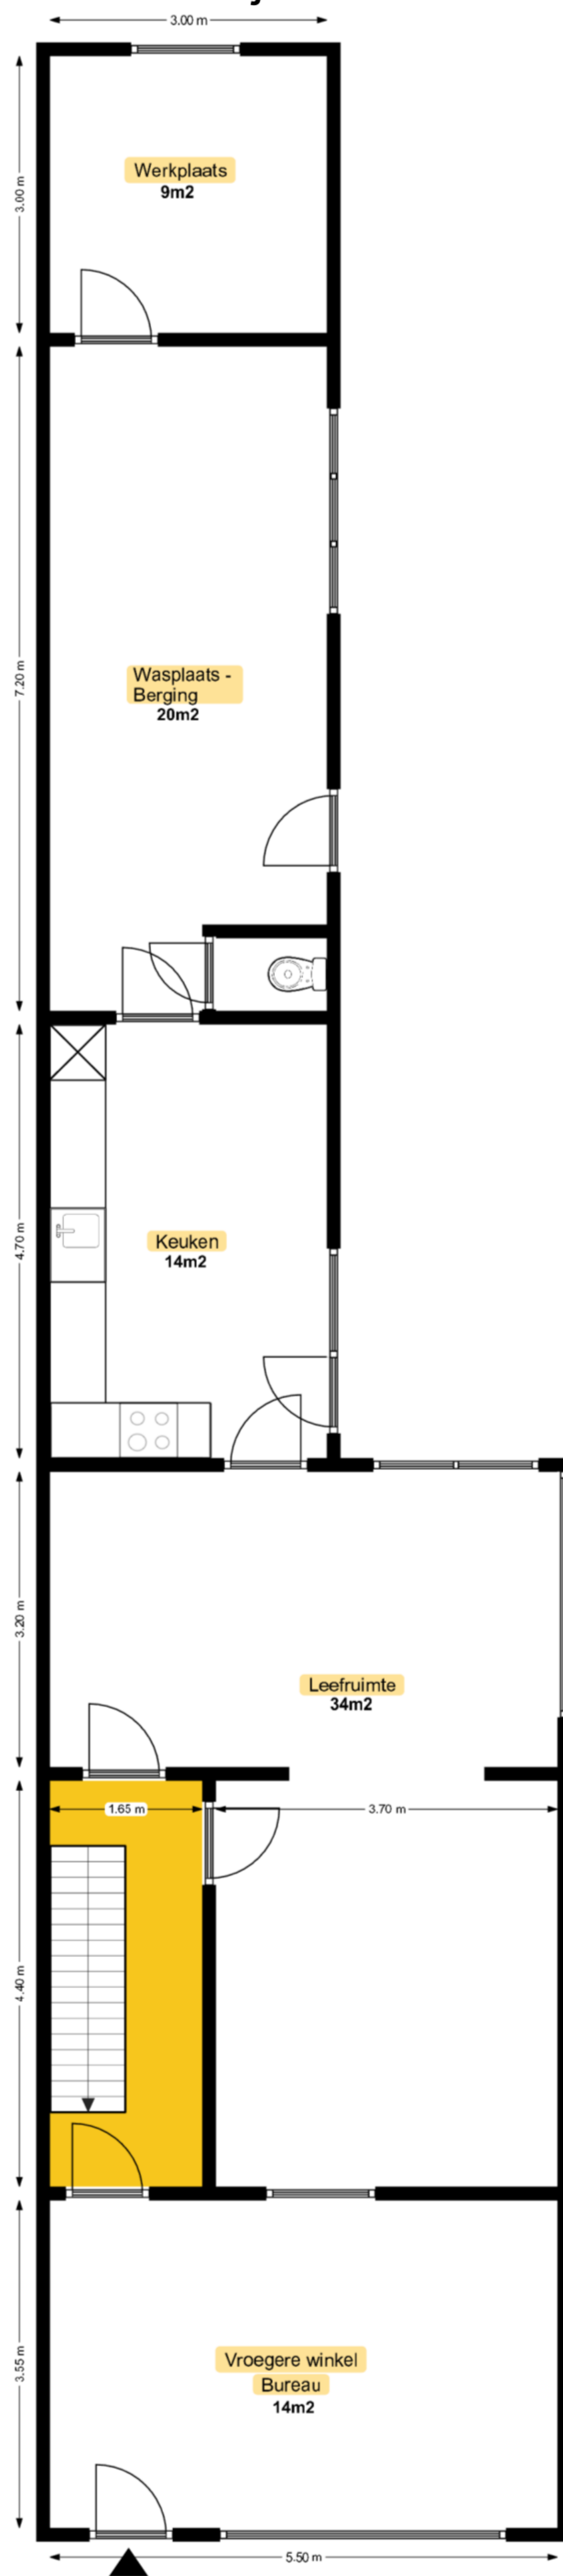 3.00 m
3.00 m
Werkplaats
9m2
7.20 m
Wasplaats -
Berging
20m2
4.70 m
Keuken
14m2
3.20 m
Leefruimte
34m2
1.65 m
3.70 m
4.40 m
3.55 m
Vroegere winkel
Bureau
14m2
5.50 m